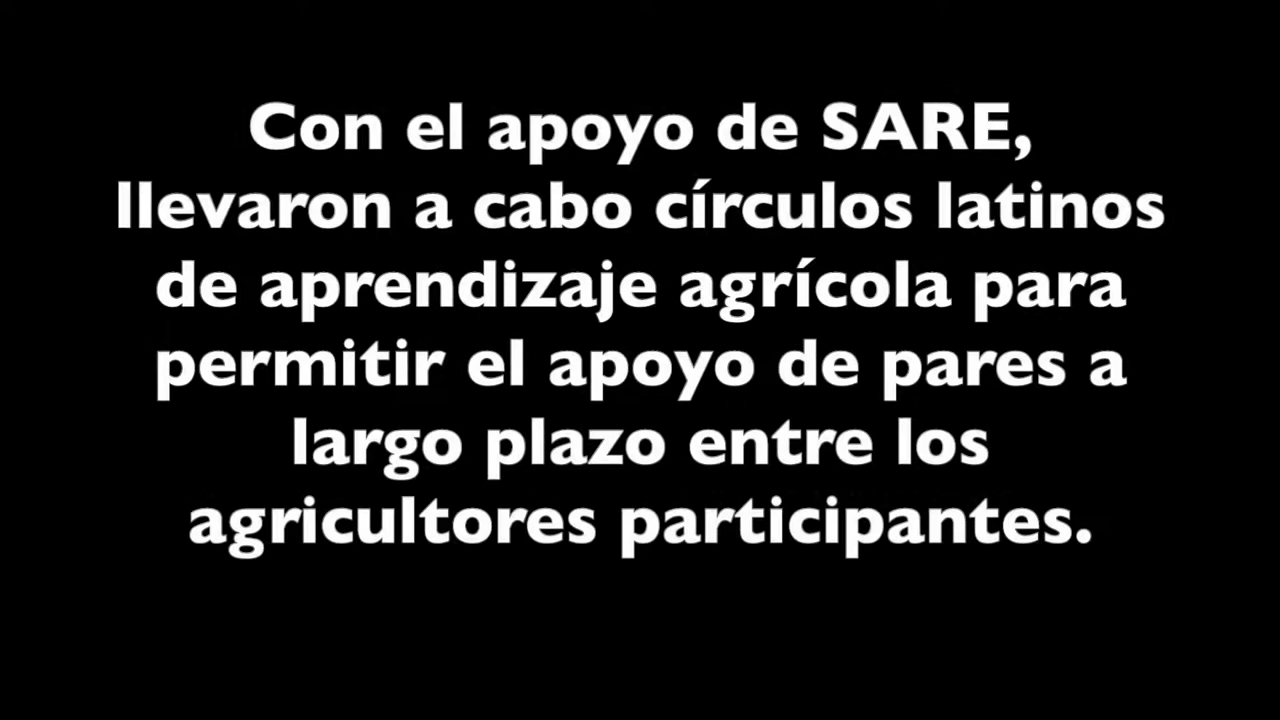 Con el apoyo de SARE,
llevaron a cabo círculos latinos
de aprendizaje agrícola para
permitir el apoyo de pares a
largo plazo entre los
agricultores participantes.